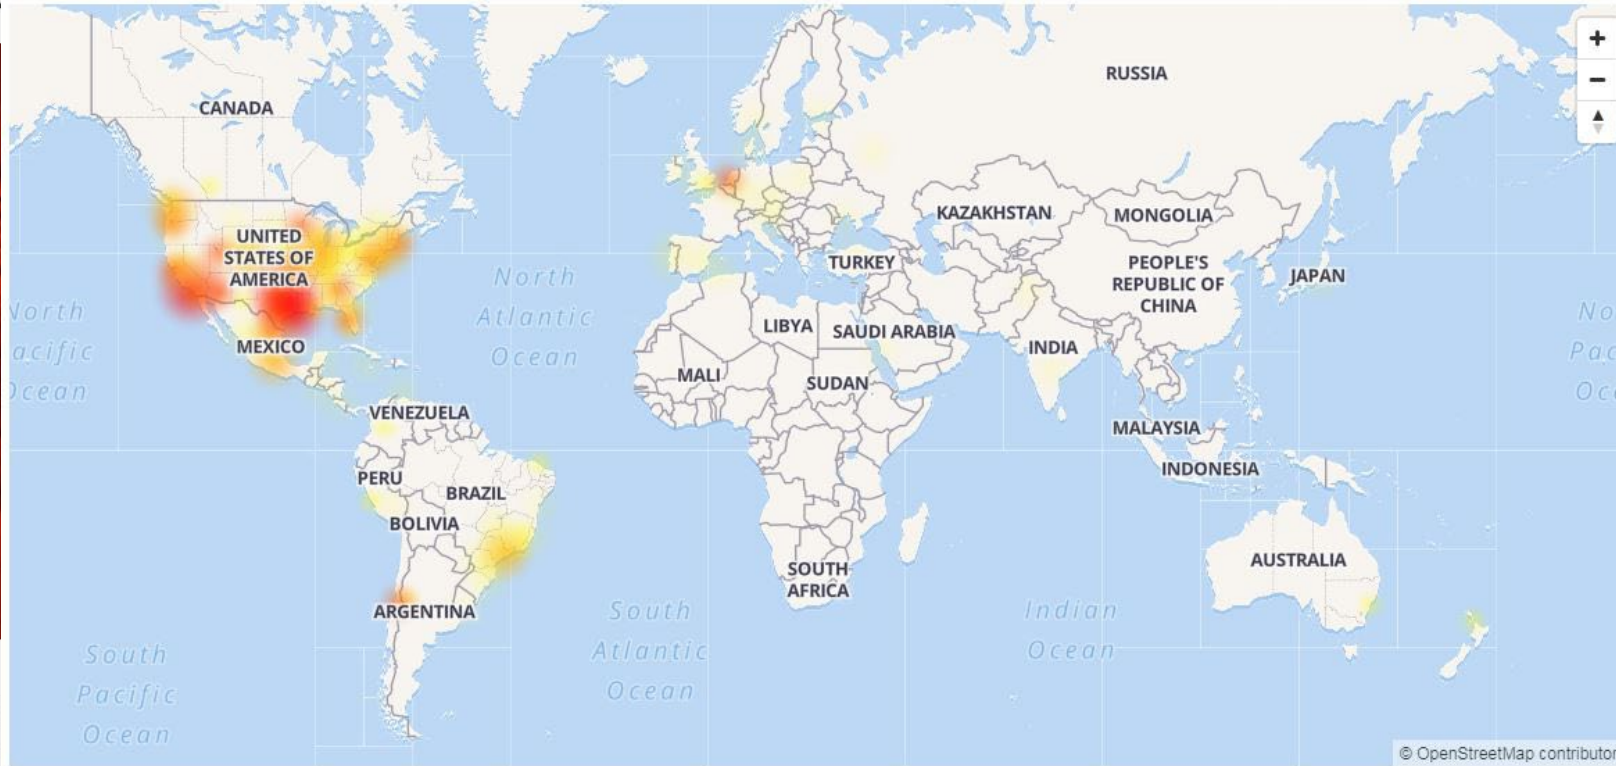 CANADA
RUSSIA
UNITED
STATES OF
AMERICA
KAZAKHSTAN
MONGOLIA
North
Atlantic
Ocean
TURKEY
PEOPLE'S
REPUBLIC OF
CHINA
JAPAN
North
acific
Ocean
MEXICO
LIBYA
SAUDI ARABIA
INDIA
No
Pac
Oc
MALI
SUDAN
VENEZUELA
MALAYSIA
INDONESIA
PERU
BRAZIL
BOLIVIA
AUSTRALIA
SOUTH
AFRICA
ARGENTINA
South
Atlantic
Ocean
Indian
Ocean
South
Pacific
Ocean
© OpenStreetMap contributor